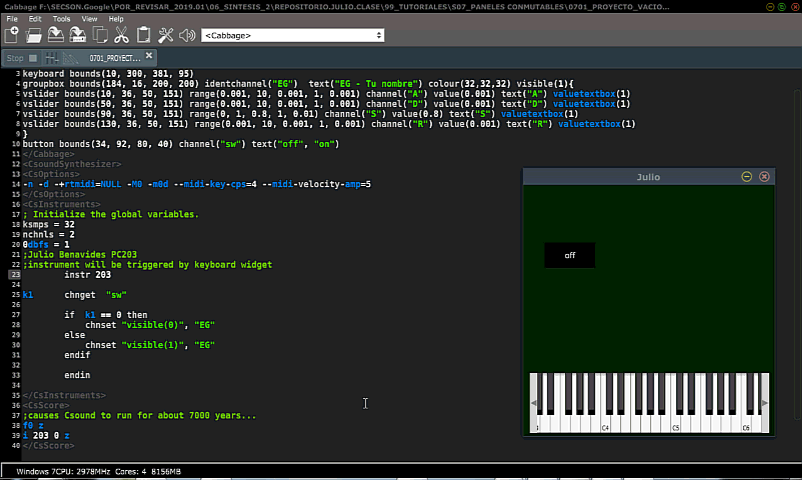 Cabbage F:\SECSON.Google\POR_REVISAR_2019.01\06_SINTESIS_2\REPOSITORIO.JULIO.CLASE\99_TUTORIALES\S07_PANELES CONMUTABLES\0701_PROYECTO_VACIO...
File Edit Tools View Help
<Cabbage>
Stop 0701_PROYECT...
3 keyboard bounds(10, 300, 381, 95)
4 groupbox bounds(184, 16, 200, 200) identchannel("EG") text("EG - Tu nombre") colour(32,32,32) visible(1){
5 vslider bounds(10, 36, 50, 151) range(0.001, 10, 0.001, 1, 0.001) channel("A") value(0.001) text("A") valuetextbox(1)
6 vslider bounds(50, 36, 50, 151) range(0.001, 10, 0.001, 1, 0.001) channel("D") value(0.001) text("D") valuetextbox(1)
7 vslider bounds(90, 36, 50, 151) range(0, 1, 0.8, 1, 0.01) channel("S") value(0.8) text("S") valuetextbox(1)
8 vslider bounds(130, 36, 50, 151) range(0.001, 10, 0.001, 1, 0.001) channel("R") value(0.001) text("R") valuetextbox(1)
9 }
10 button bounds(34, 92, 80, 40) channel("sw") text("off", "on")
11 </Cabbage>
12 <CsoundSynthesizer>
13 <CsOptions>
14 -n -d -+rtmidi=NULL -M0 -m0d --midi-key-cps=4 --midi-velocity-amp=5
15 </CsOptions>
16 <CsInstruments>
17 ; Initialize the global variables.
18 ksmps = 32
19 nchnls = 2
20 0dbfs = 1
21 ;Julio Benavides PC203
22 ;instrument will be triggered by keyboard widget
23 instr 203
24
25 k1 chnget "sw"
26
27 if k1 == 0 then
28 chnset "visible(0)", "EG"
29 else
30 chnset "visible(1)", "EG"
31 endif
32
33 endin
34
35 </CsInstruments>
36 <CsScore>
37 ;causes Csound to run for about 7000 years...
38 f0 z
39 i 203 0 z
40 </CsScore>
Julio
off
C4 C5 C6
Windows 7CPU: 2978MHz Cores: 4 8156MB